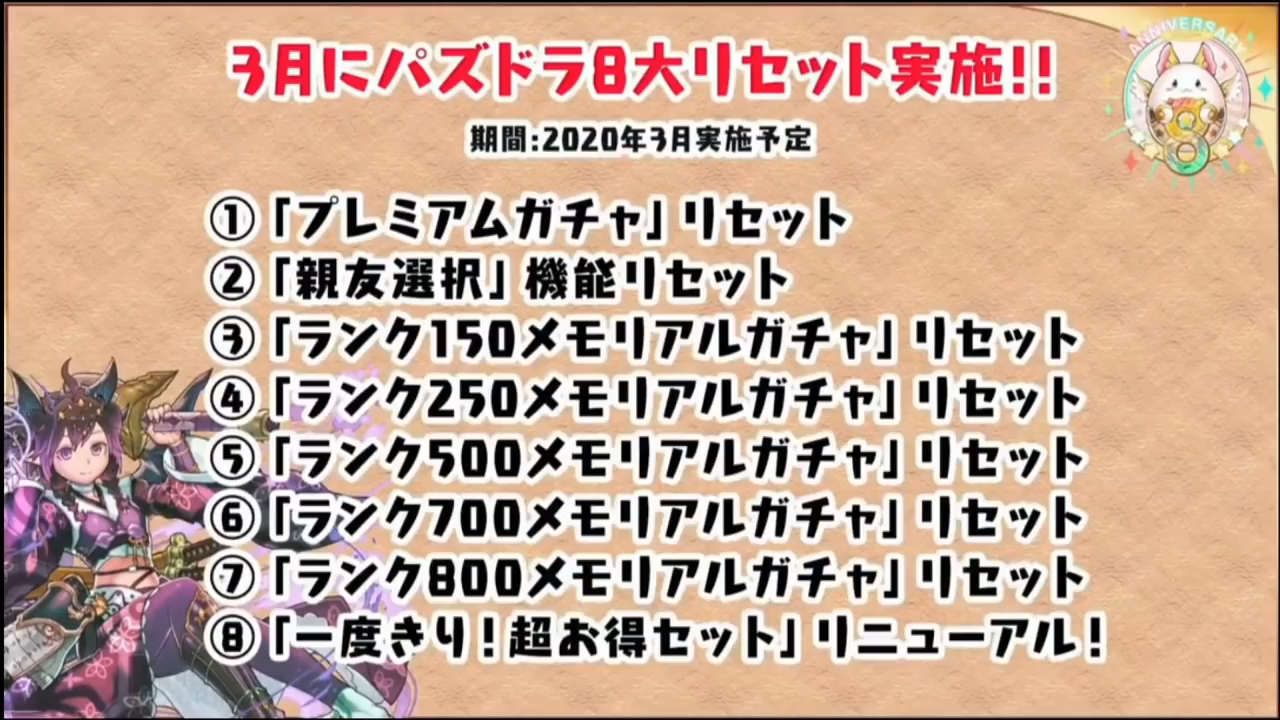 3月にパズドラ8大リセット実施!!
ANNIVERSARY
8
期間:2020年3月実施予定
①「プレミアムガチャ」リセット
②「親友選択」機能リセット
③「ランク150メモリアルガチャ」リセット
④「ランク250メモリアルガチャ」リセット
⑤「ランク500メモリアルガチャ」リセット
⑥「ランク700メモリアルガチャ」リセット
⑦「ランク800メモリアルガチャ」リセット
⑧「一度きり!超お得セット」リニューアル!